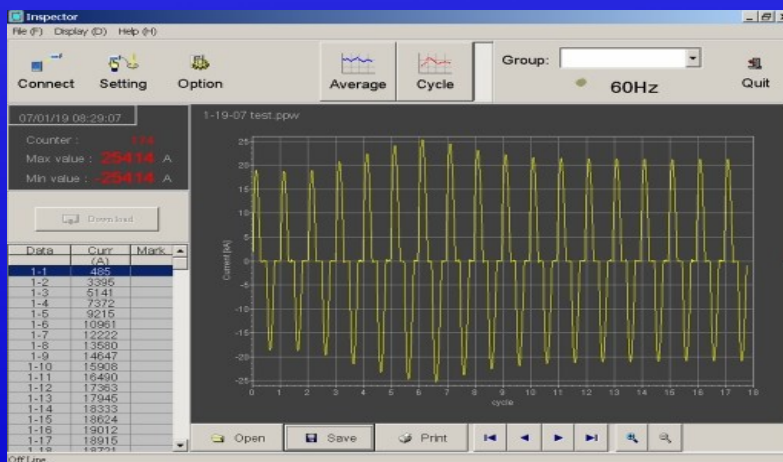 Inspector
File (F) Display (D) Help (H)
Connect Setting Option Average Cycle Group: 60Hz Quit
07/01/19 08:29:07
Counter : 174
Max value : 25414 A
Min value : -25414 A
Download
Data Curr Mark
(A)
1-1 485
1-2 3395
1-3 5141
1-4 7372
1-5 9215
1-6 10961
1-7 12222
1-8 13580
1-9 14647
1-10 15908
1-11 16490
1-12 17363
1-13 17945
1-14 18333
1-15 18624
1-16 19012
1-17 18915
1-18 18721
1-19-07 test.ppw
25
20
15
10
5
0
-5
-10
-15
-20
-25
Current [kA]
0 1 2 3 4 5 6 7 8 9 10 11 12 13 14 15 16 17 18
cycle
Open Save Print
Off Line